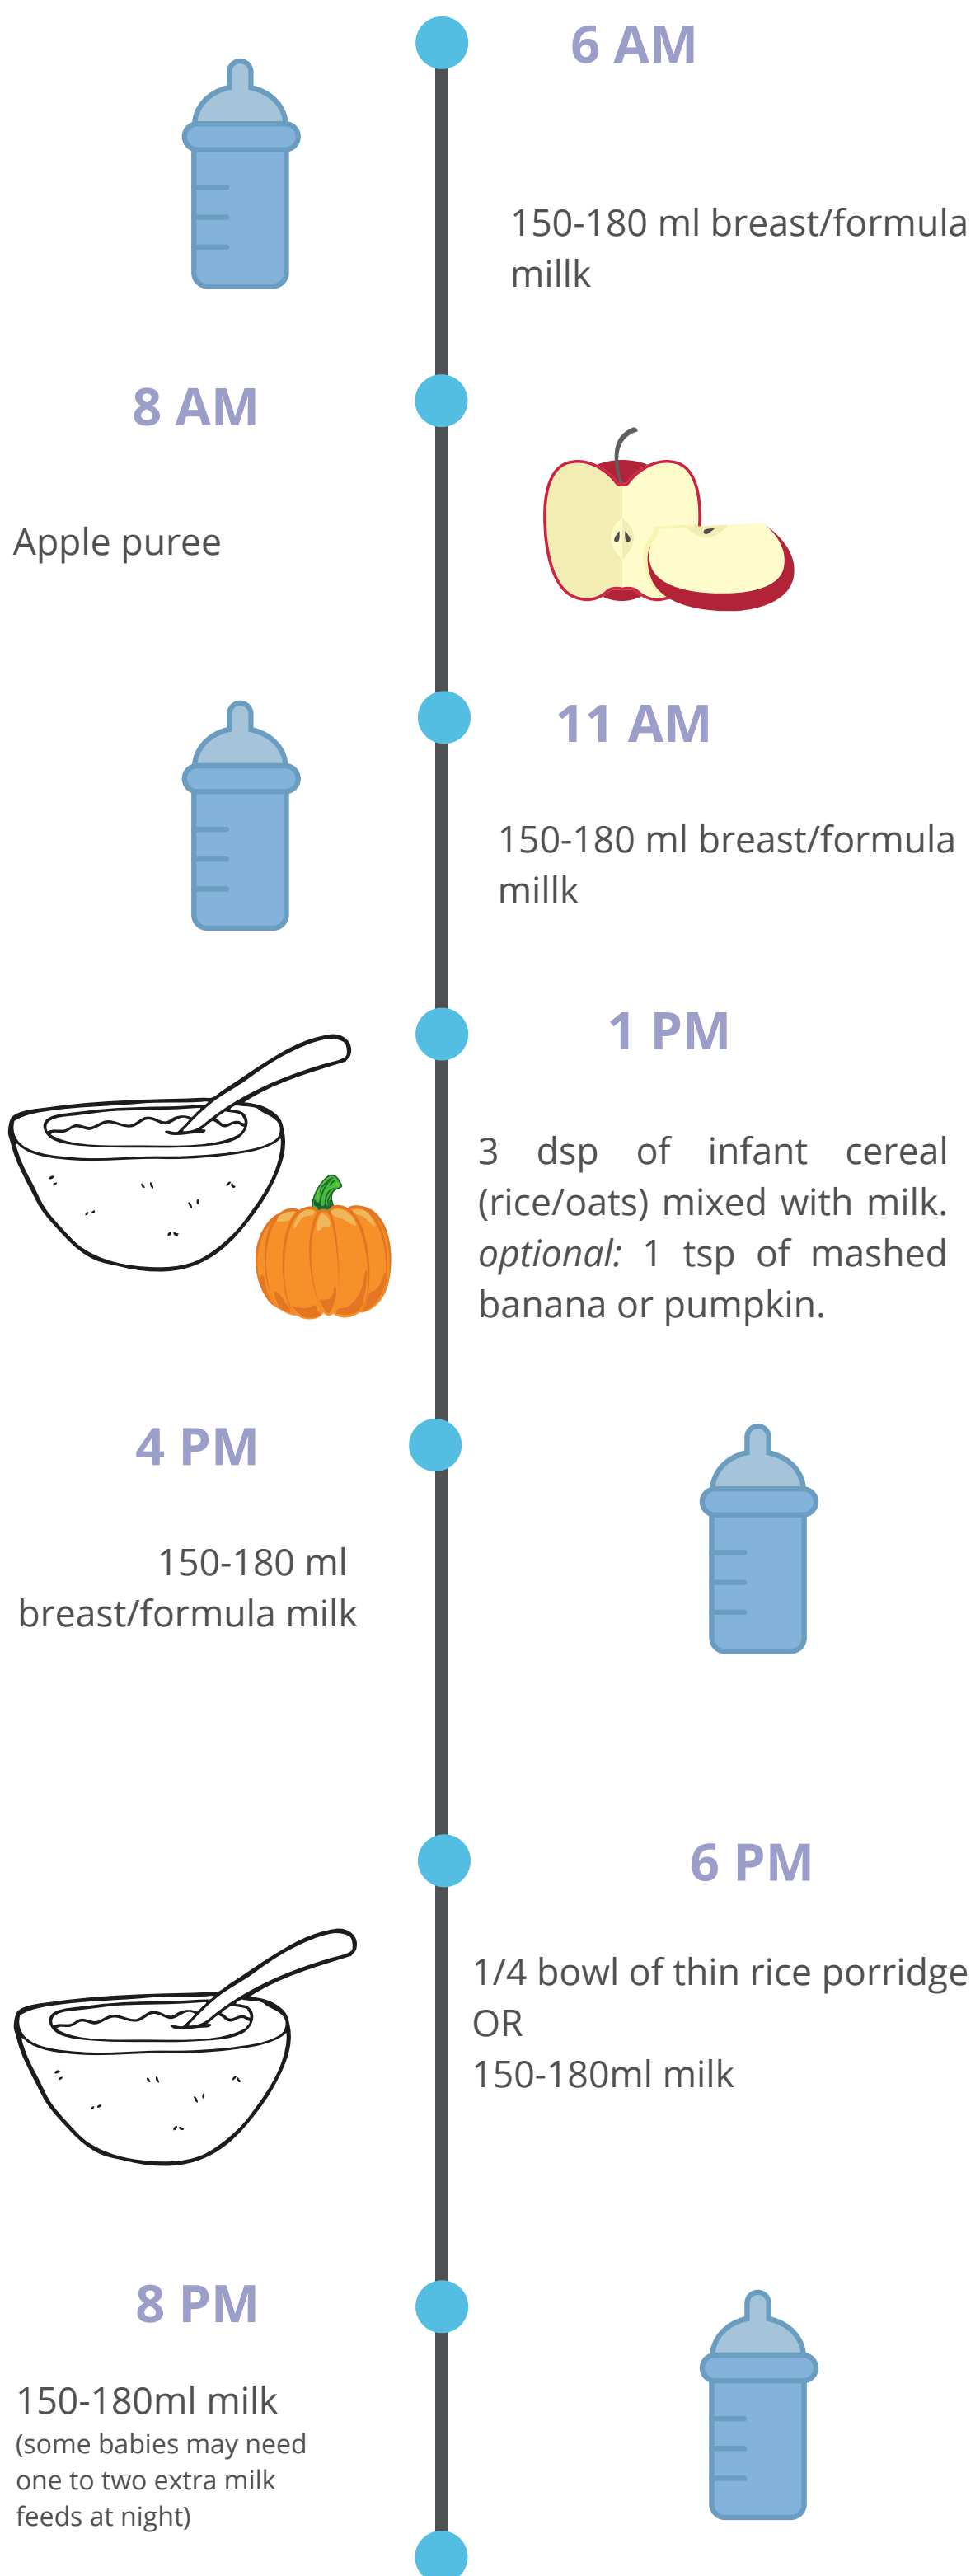 6 AM
150-180 ml breast/formula
millk
8 AM
Apple puree
11 AM
150-180 ml breast/formula
millk
1 PM
3 dsp of infant cereal
(rice/oats) mixed with milk.
optional: 1 tsp of mashed
banana or pumpkin.
4 PM
150-180 ml
breast/formula milk
6 PM
1/4 bowl of thin rice porridge
OR
150-180ml milk
8 PM
150-180ml milk
(some babies may need
one to two extra milk
feeds at night)